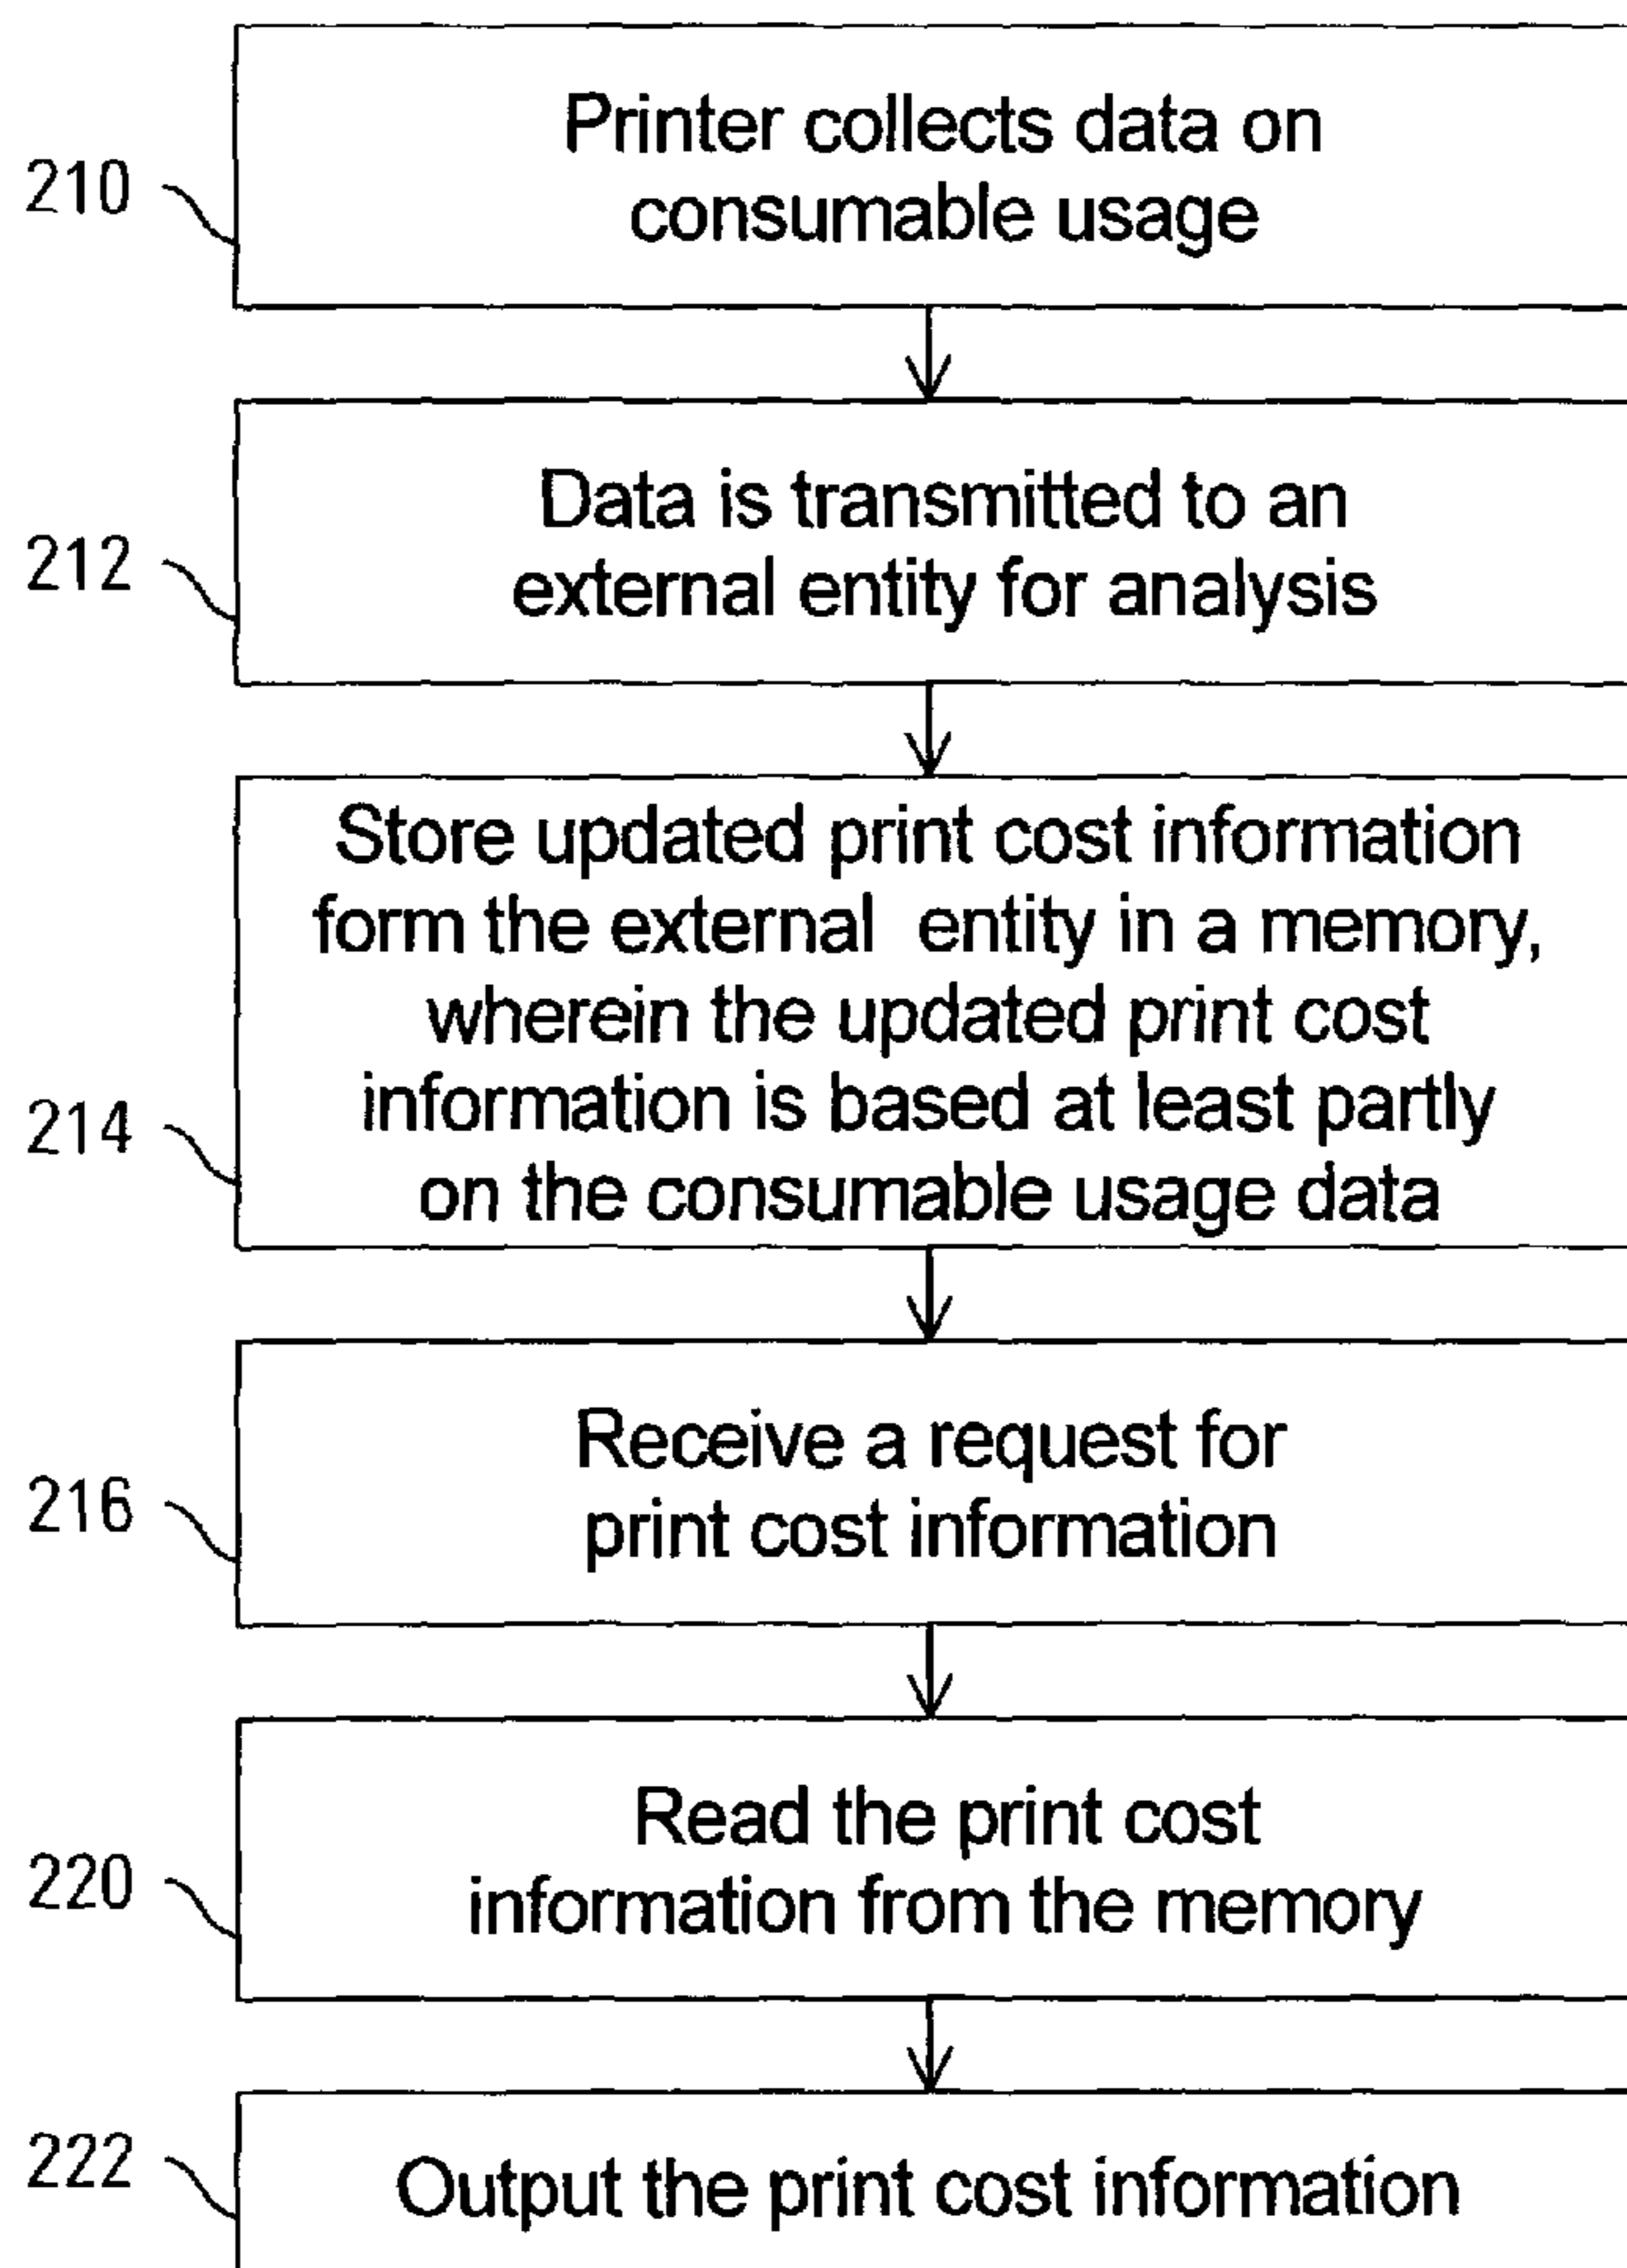 Printer collects data on
consumable usage
210
Data is transmitted to an
external entity for analysis
212
Store updated print cost information
form the external entity in a memory,
wherein the updated print cost
information is based at least partly
on the consumable usage data
214
Receive a request for
print cost information
216
Read the print cost
information from the memory
220
Output the print cost information
222